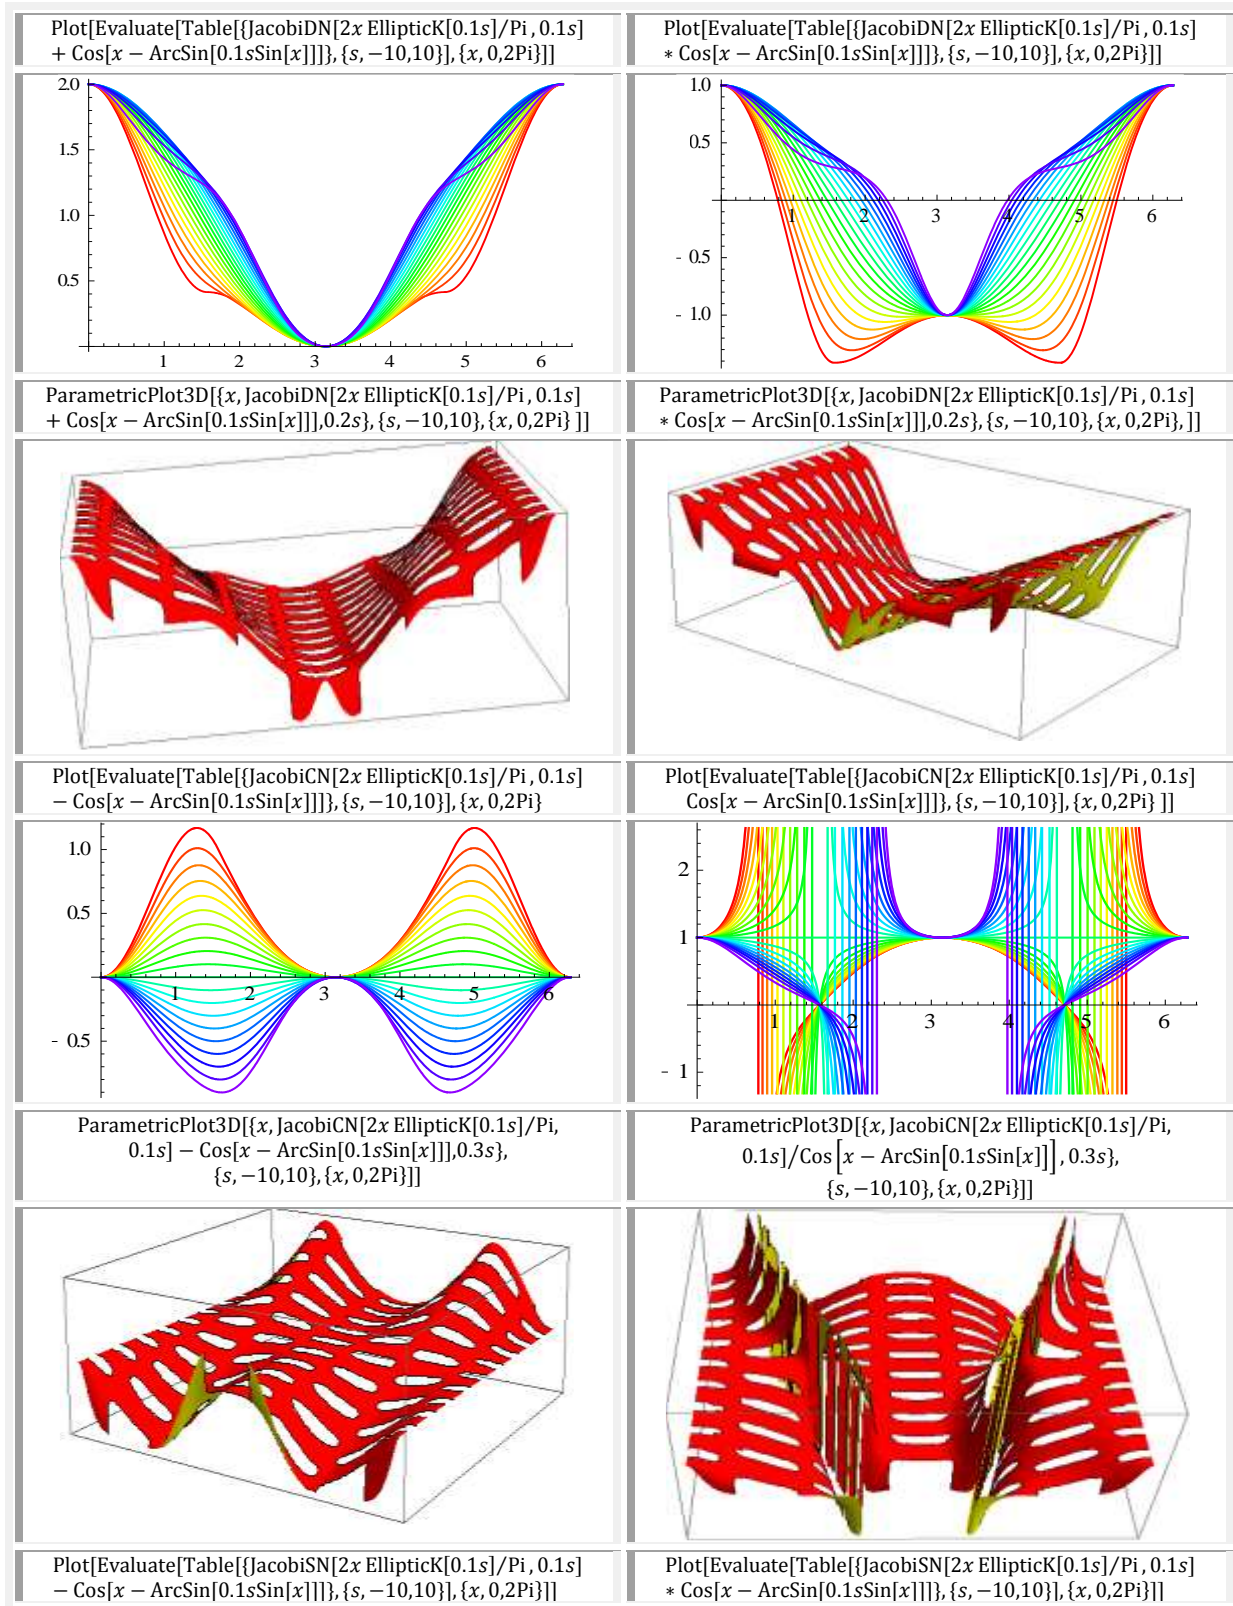 Plot[Evaluate[Table[{JacobiDN[2x EllipticK[0.1s]/Pi, 0.1s]
+ Cos[x − ArcSin[0.1sSin[x]]]}, {s, −10,10}], {x, 0,2Pi}]]
Plot[Evaluate[Table[{JacobiDN[2x EllipticK[0.1s]/Pi, 0.1s]
∗ Cos[x − ArcSin[0.1sSin[x]]]}, {s, −10,10}], {x, 0,2Pi}]]
2.0
1.5
1.0
0.5
1 2 3 4 5 6
1.0
0.5
1 2 3 4 5 6
- 0.5
- 1.0
ParametricPlot3D[{x, JacobiDN[2x EllipticK[0.1s]/Pi, 0.1s]
+ Cos[x − ArcSin[0.1sSin[x]]],0.2s}, {s, −10,10}, {x, 0,2Pi} ]]
ParametricPlot3D[{x, JacobiDN[2x EllipticK[0.1s]/Pi, 0.1s]
∗ Cos[x − ArcSin[0.1sSin[x]]],0.2s}, {s, −10,10}, {x, 0,2Pi}, ]]
Plot[Evaluate[Table[{JacobiCN[2x EllipticK[0.1s]/Pi, 0.1s]
− Cos[x − ArcSin[0.1sSin[x]]]}, {s, −10,10}], {x, 0,2Pi}
Plot[Evaluate[Table[{JacobiCN[2x EllipticK[0.1s]/Pi, 0.1s]
Cos[x − ArcSin[0.1sSin[x]]]}, {s, −10,10}], {x, 0,2Pi} ]]
1.0
0.5
1 2 3 4 5 6
- 0.5
2
1
1 2 3 4 5 6
- 1
ParametricPlot3D[{x, JacobiCN[2x EllipticK[0.1s]/Pi,
0.1s] − Cos[x − ArcSin[0.1sSin[x]]],0.3s},
{s, −10,10}, {x, 0,2Pi}]]
ParametricPlot3D[{x, JacobiCN[2x EllipticK[0.1s]/Pi,
0.1s]/Cos[x − ArcSin[0.1sSin[x]]], 0.3s},
{s, −10,10}, {x, 0,2Pi}]]
Plot[Evaluate[Table[{JacobiSN[2x EllipticK[0.1s]/Pi, 0.1s]
− Cos[x − ArcSin[0.1sSin[x]]]}, {s, −10,10}], {x, 0,2Pi}]]
Plot[Evaluate[Table[{JacobiSN[2x EllipticK[0.1s]/Pi, 0.1s]
∗ Cos[x − ArcSin[0.1sSin[x]]]}, {s, −10,10}], {x, 0,2Pi}]]